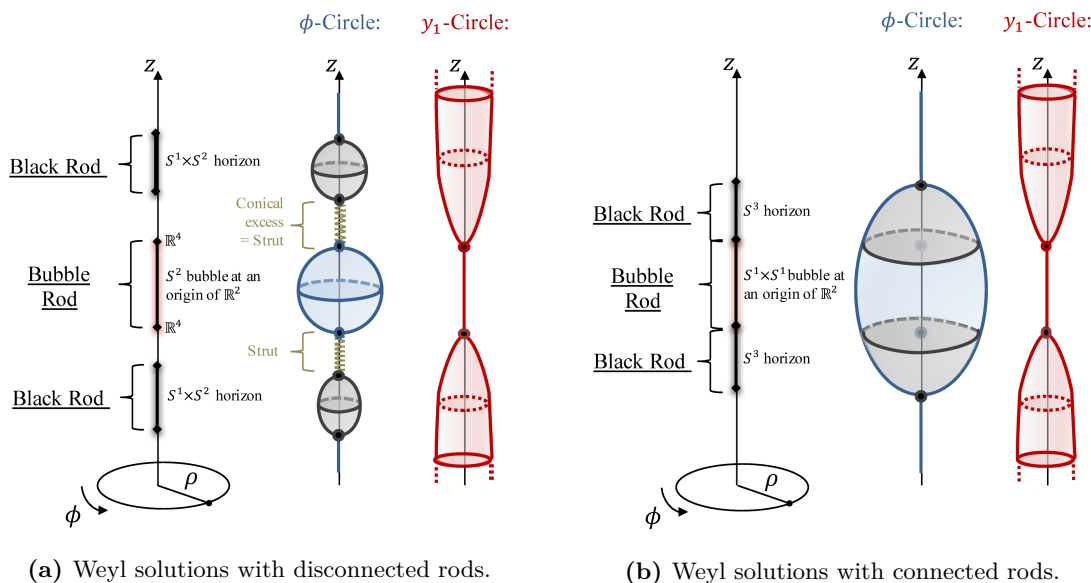 ϕ-Circle:
y₁-Circle:
z
z
z
Black Rod
S¹×S² horizon
Conical
excess
= Strut
ℝ⁴
Bubble
Rod
S² bubble at an
origin of ℝ²
ℝ⁴
Strut
Black Rod
S¹×S² horizon
ρ
ϕ
(a) Weyl solutions with disconnected rods.
ϕ-Circle:
y₁-Circle:
z
z
z
Black Rod
S³ horizon
Bubble
Rod
S¹×S¹ bubble at
an origin of ℝ²
Black Rod
S³ horizon
ρ
ϕ
(b) Weyl solutions with connected rods.